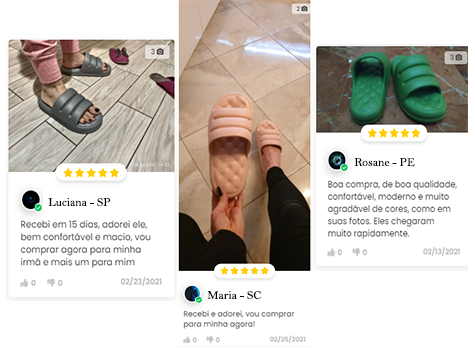 3
Luciana - SP
Recebi em 15 dias, adorei ele,
bem confortável e macio, vou
comprar agora para minha
irmã e mais um para mim
0 0 02/23/2021
2
Maria - SC
Recebi e adorei, vou comprar
para minha agora!
0 0 02/25/2021
3
Rosane - PE
Boa compra, de boa qualidade,
confortável, moderno e muito
agradável de cores, como em
suas fotos. Eles chegaram
muito rapidamente.
0 0 02/13/2021